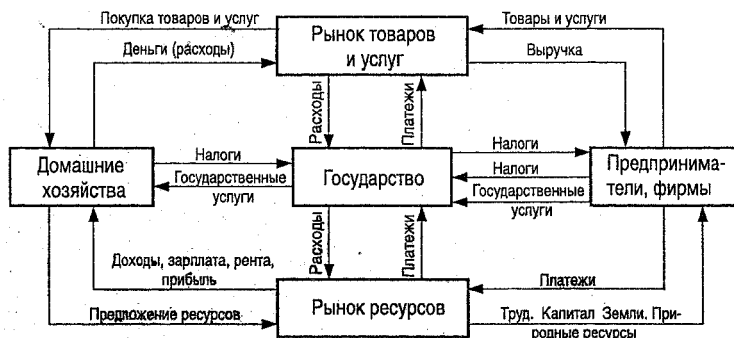 Покупка товаров и услуг
Товары и услуги
Рынок товаров
и услуг
Деньги (расходы)
Выручка
Расходы
Платежи
Домашние
хозяйства
Налоги
Государственные
услуги
Государство
Налоги
Налоги
Государственные
услуги
Предпринима-
тели, фирмы
Расходы
Платежи
Доходы, зарплата, рента,
прибыль
Платежи
Рынок ресурсов
Предложение ресурсов
Труд. Капитал Земли. При-
родные ресурсы